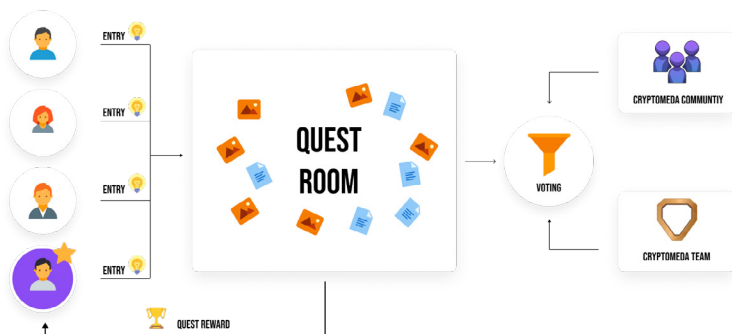 ENTRY
ENTRY
ENTRY
ENTRY
QUEST
ROOM
VOTING
CRYPTOMEDA COMMUNTIY
CRYPTOMEDA TEAM
QUEST REWARD